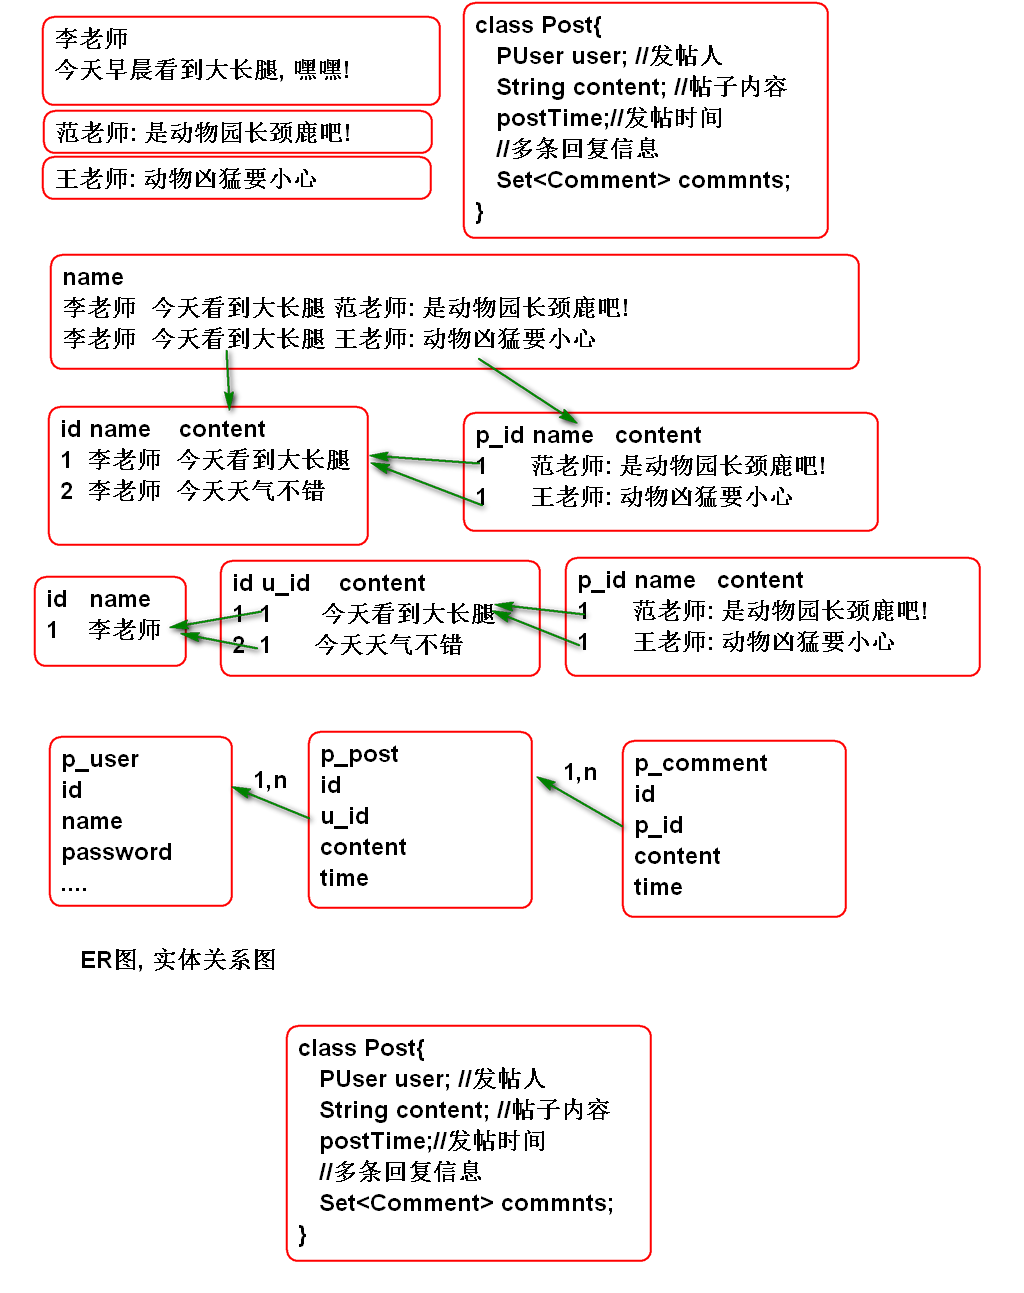 李老师
今天早晨看到大长腿, 嘿嘿!
范老师: 是动物园长颈鹿吧!
王老师: 动物凶猛要小心
class Post{
PUser user; //发帖人
String content; //帖子内容
postTime;//发帖时间
//多条回复信息
Set<Comment> commnts;
}
name
李老师 今天看到大长腿 范老师: 是动物园长颈鹿吧!
李老师 今天看到大长腿 王老师: 动物凶猛要小心
id name content
1 李老师 今天看到大长腿
2 李老师 今天天气不错
p_id name content
1 范老师: 是动物园长颈鹿吧!
1 王老师: 动物凶猛要小心
id name
1 李老师
id u_id content
1 1 今天看到大长腿
2 1 今天天气不错
p_id name content
1 范老师: 是动物园长颈鹿吧!
1 王老师: 动物凶猛要小心
p_user
id
name
password
....
1,n
p_post
id
u_id
content
time
1,n
p_comment
id
p_id
content
time
ER图, 实体关系图
class Post{
PUser user; //发帖人
String content; //帖子内容
postTime;//发帖时间
//多条回复信息
Set<Comment> commnts;
}